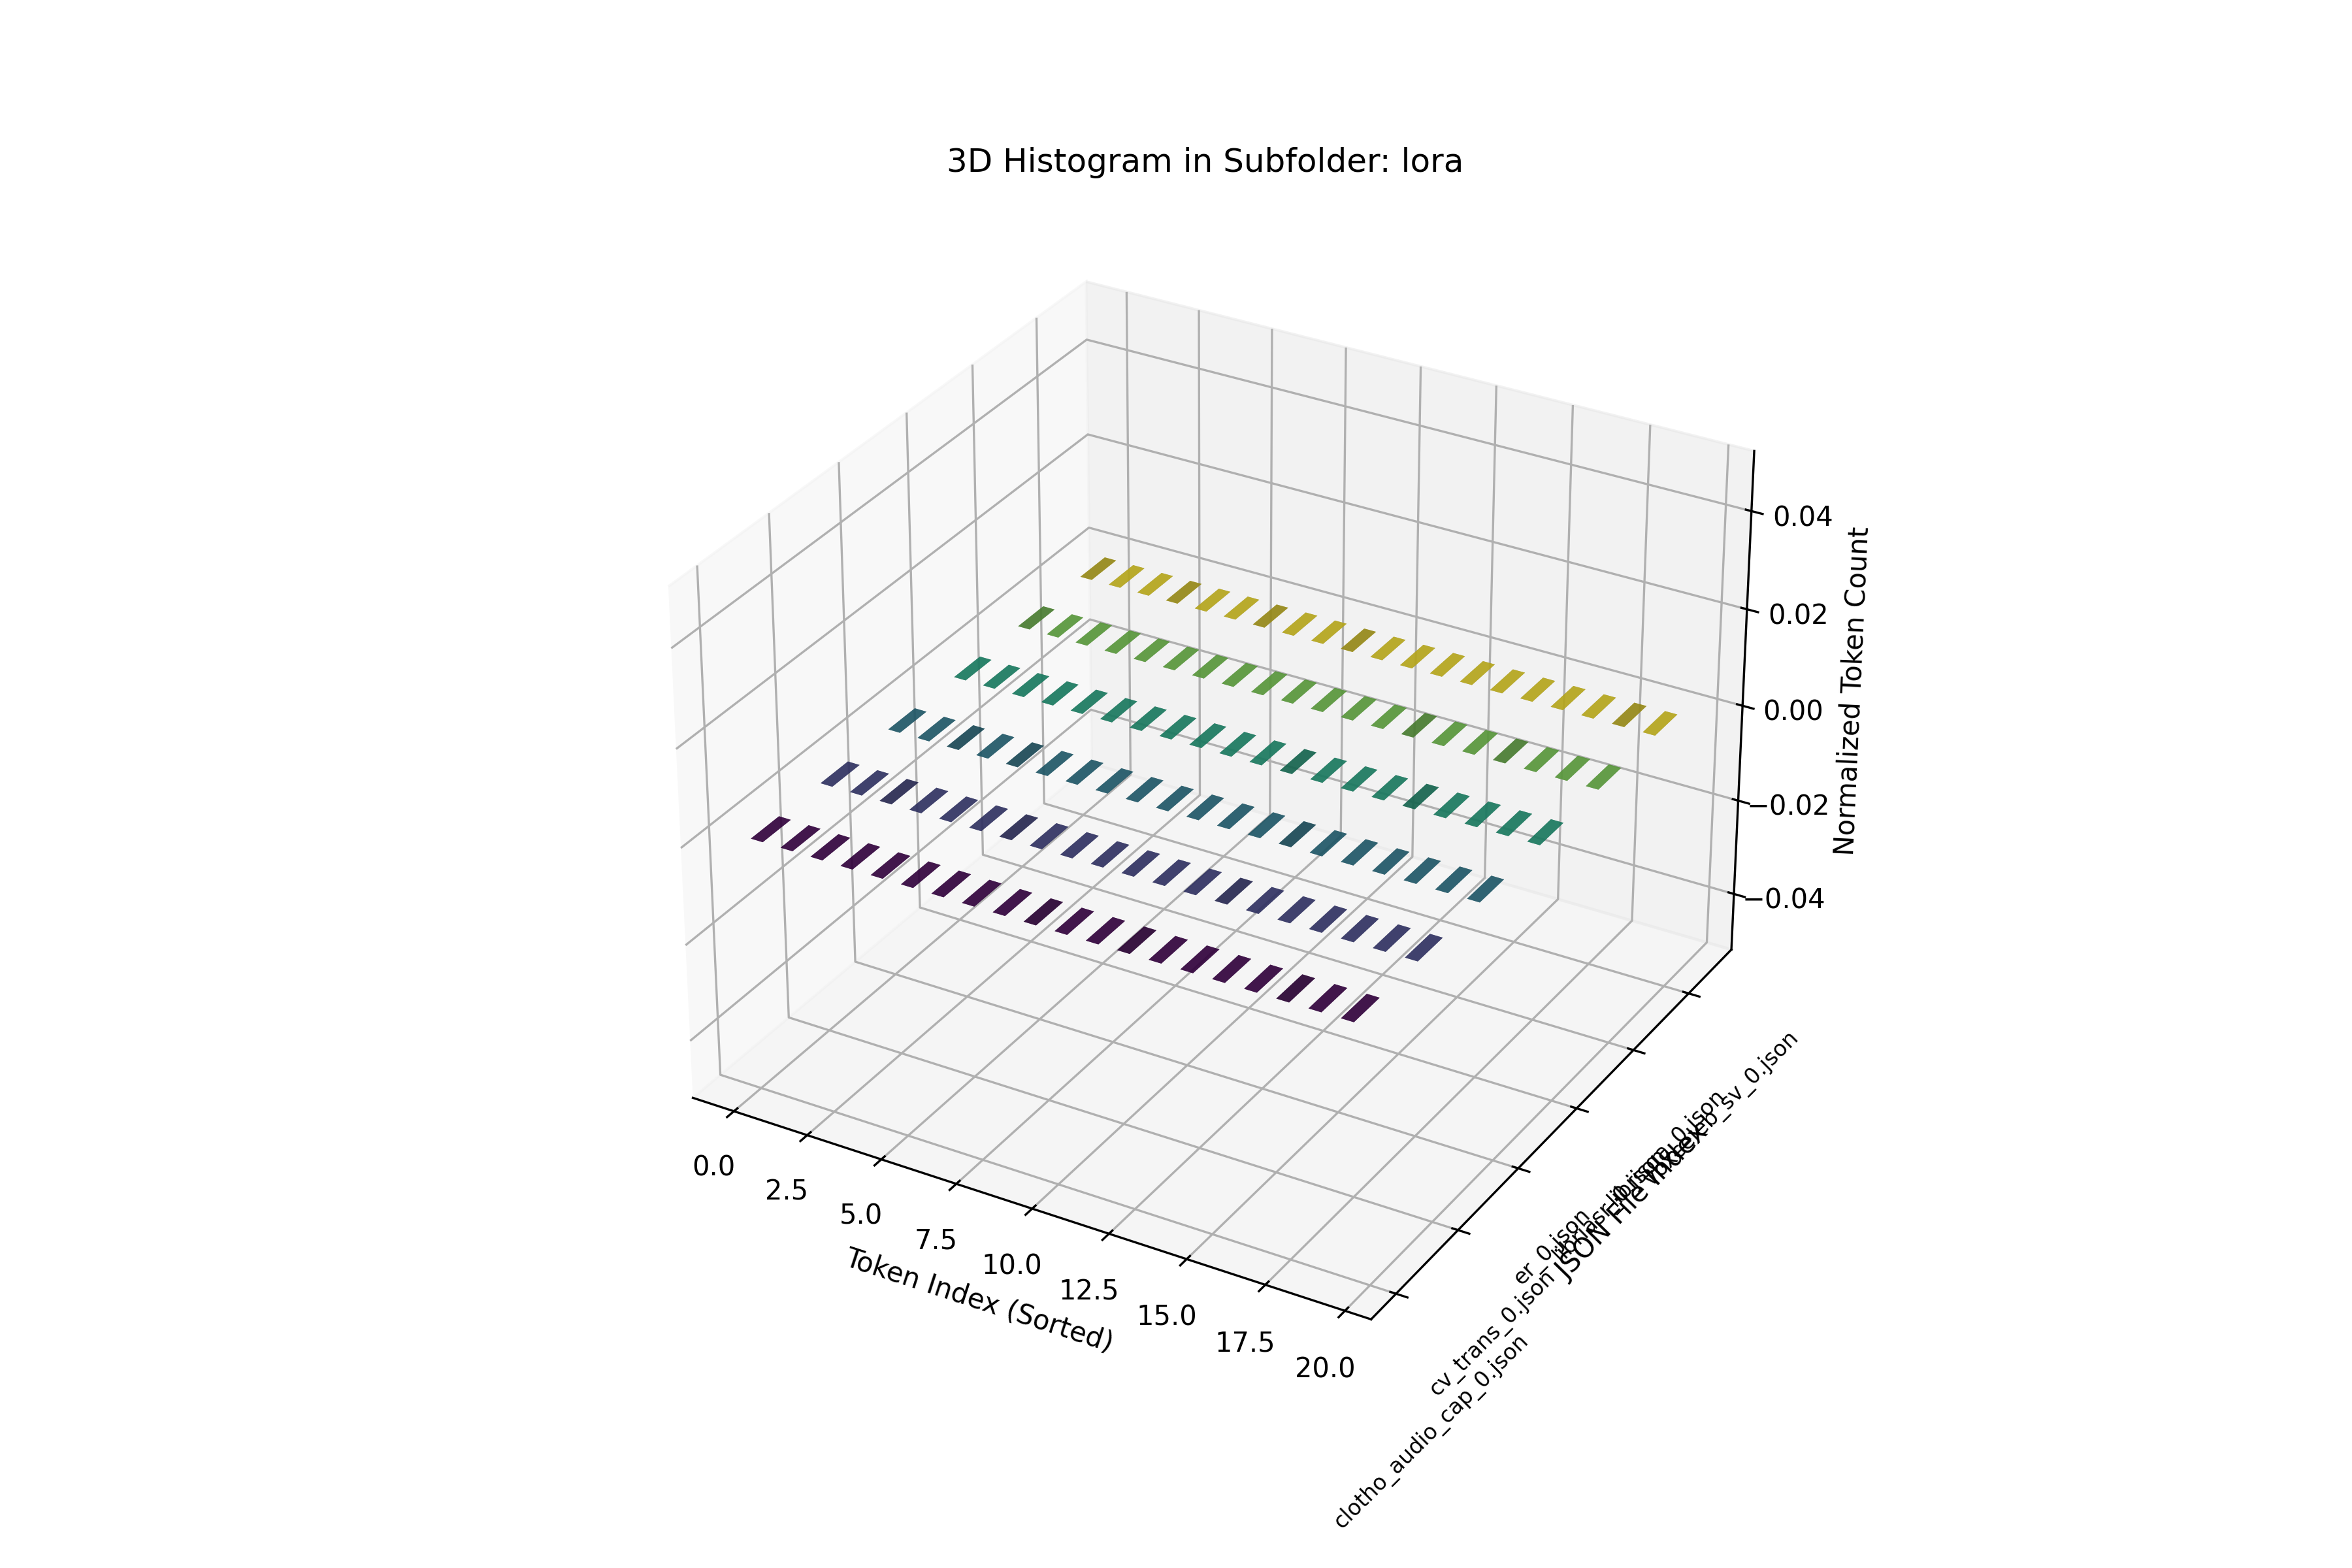 3D Histogram in Subfolder: lora
0.04
0.02
0.00
−0.02
−0.04
Normalized Token Count
0.0
2.5
5.0
7.5
10.0
12.5
15.0
17.5
20.0
Token Index (Sorted)
clotho_audio_cap_0.json
cv_trans_0.json
er_0.json
JSON File Index